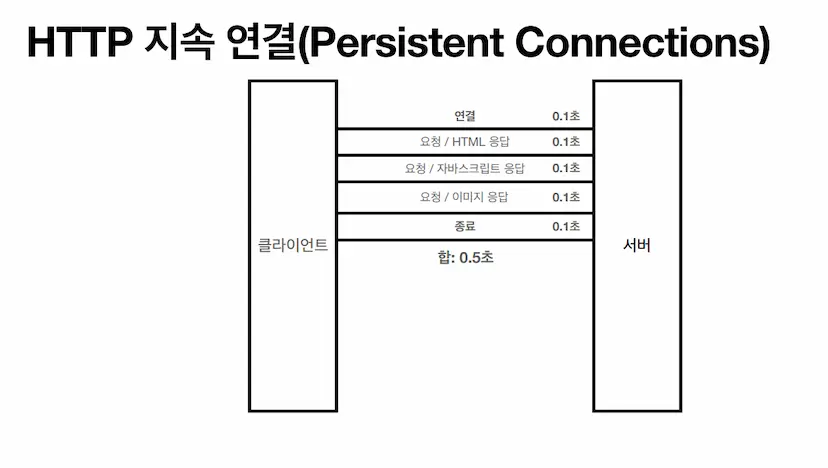 HTTP 지속 연결(Persistent Connections)
연결 0.1초
요청 / HTML 응답 0.1초
요청 / 자바스크립트 응답 0.1초
요청 / 이미지 응답 0.1초
종료 0.1초
클라이언트
서버
합: 0.5초